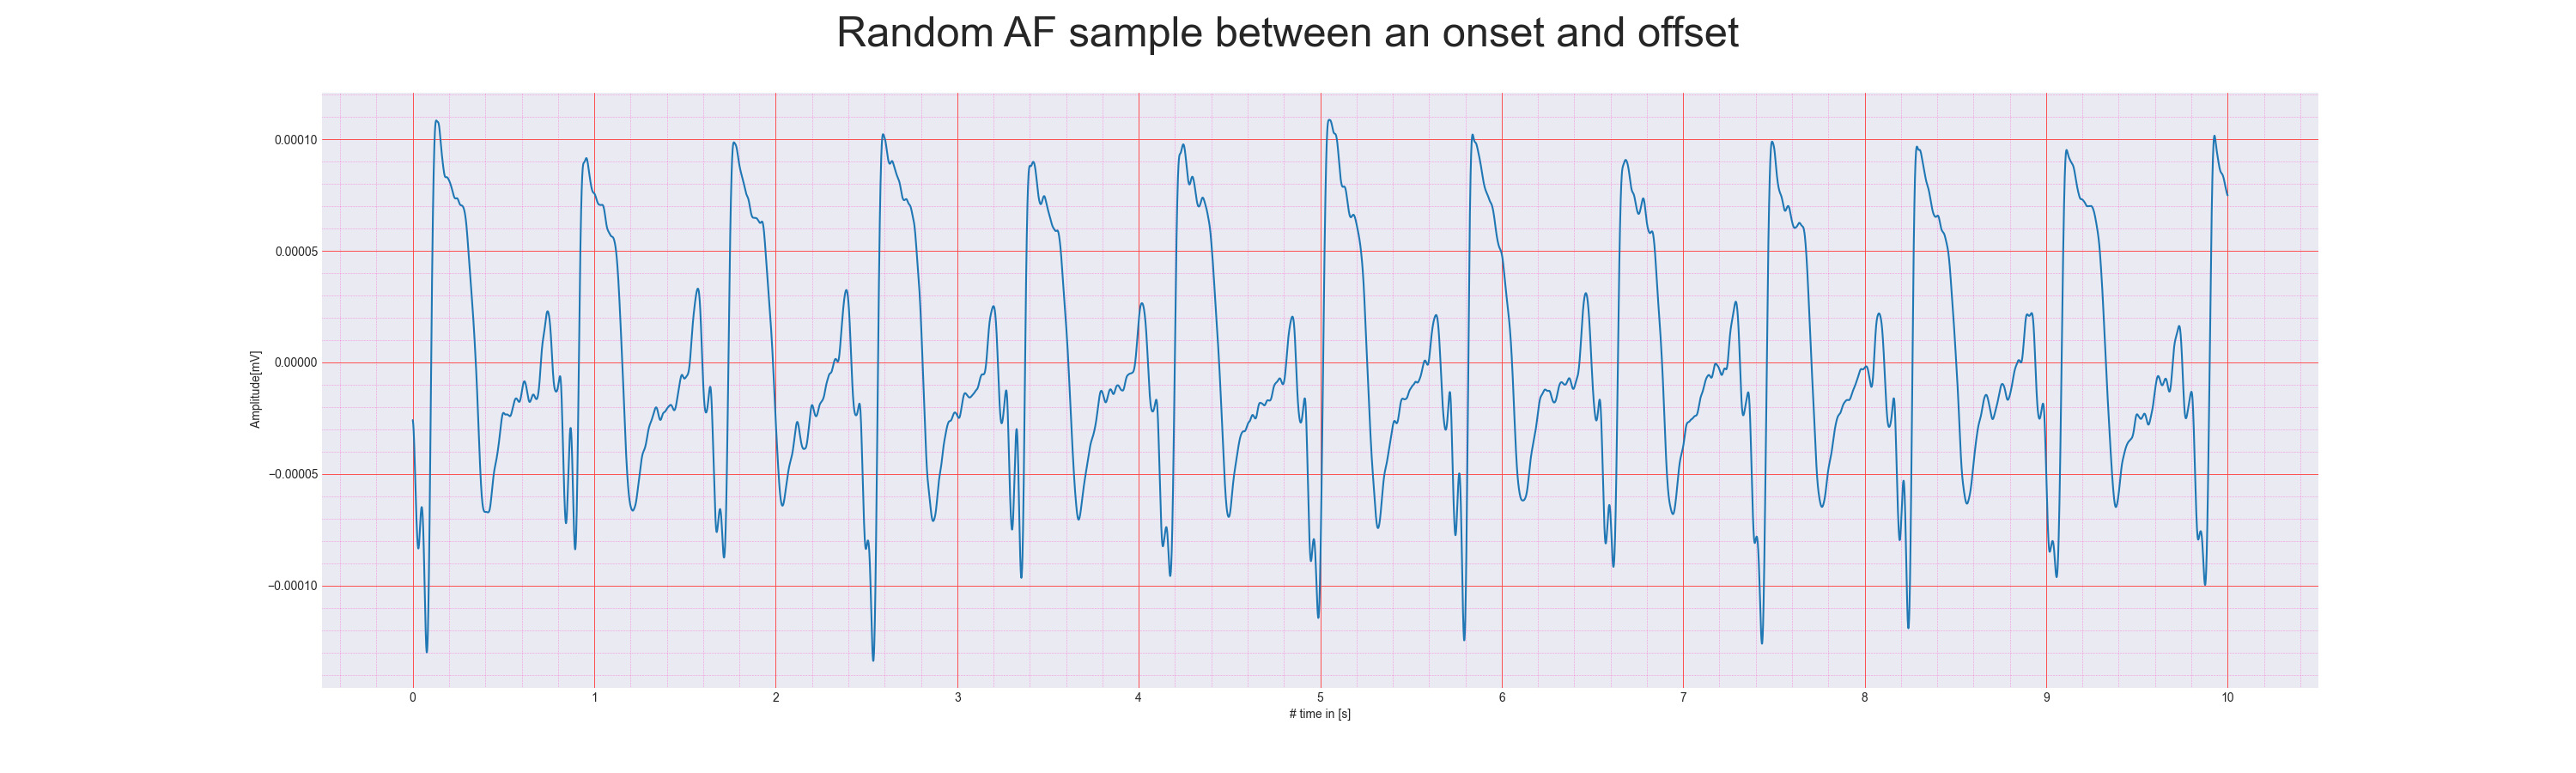 Random AF sample between an onset and offset
0.00010
0.00005
0.00000
−0.00005
−0.00010
Amplitude[mV]
0 1 2 3 4 5 6 7 8 9 10
# time in [s]